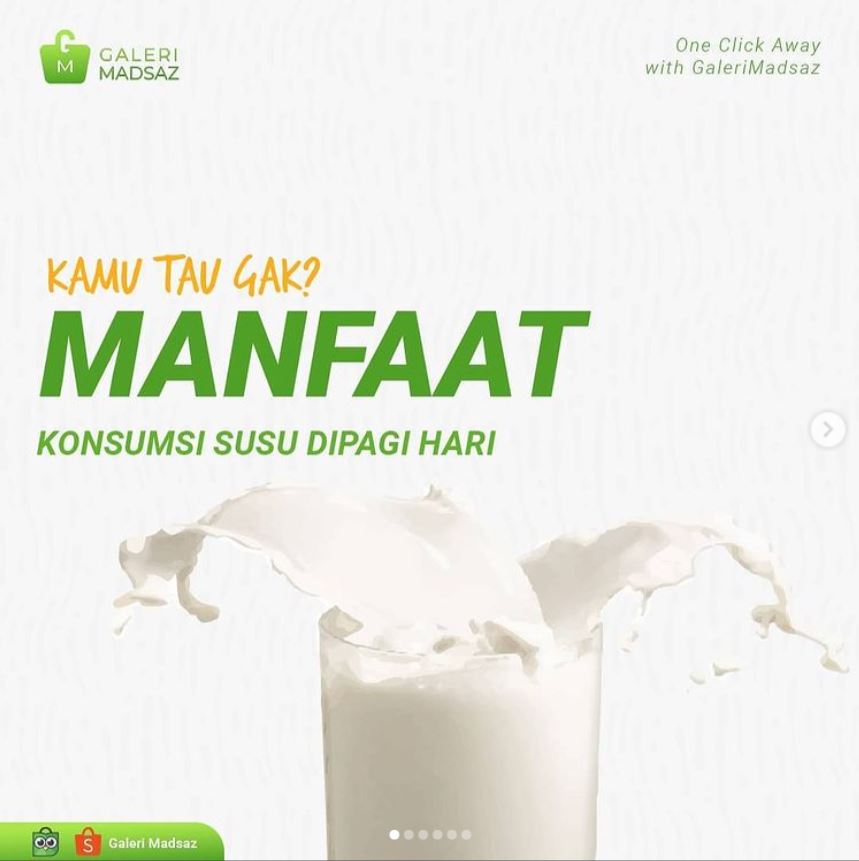 G
M
GALERI
MADSAZ
One Click Away
with GaleriMadsaz
KAMU TAU GAK?
MANFAAT
KONSUMSI SUSU DIPAGI HARI
S
Galeri Madsaz